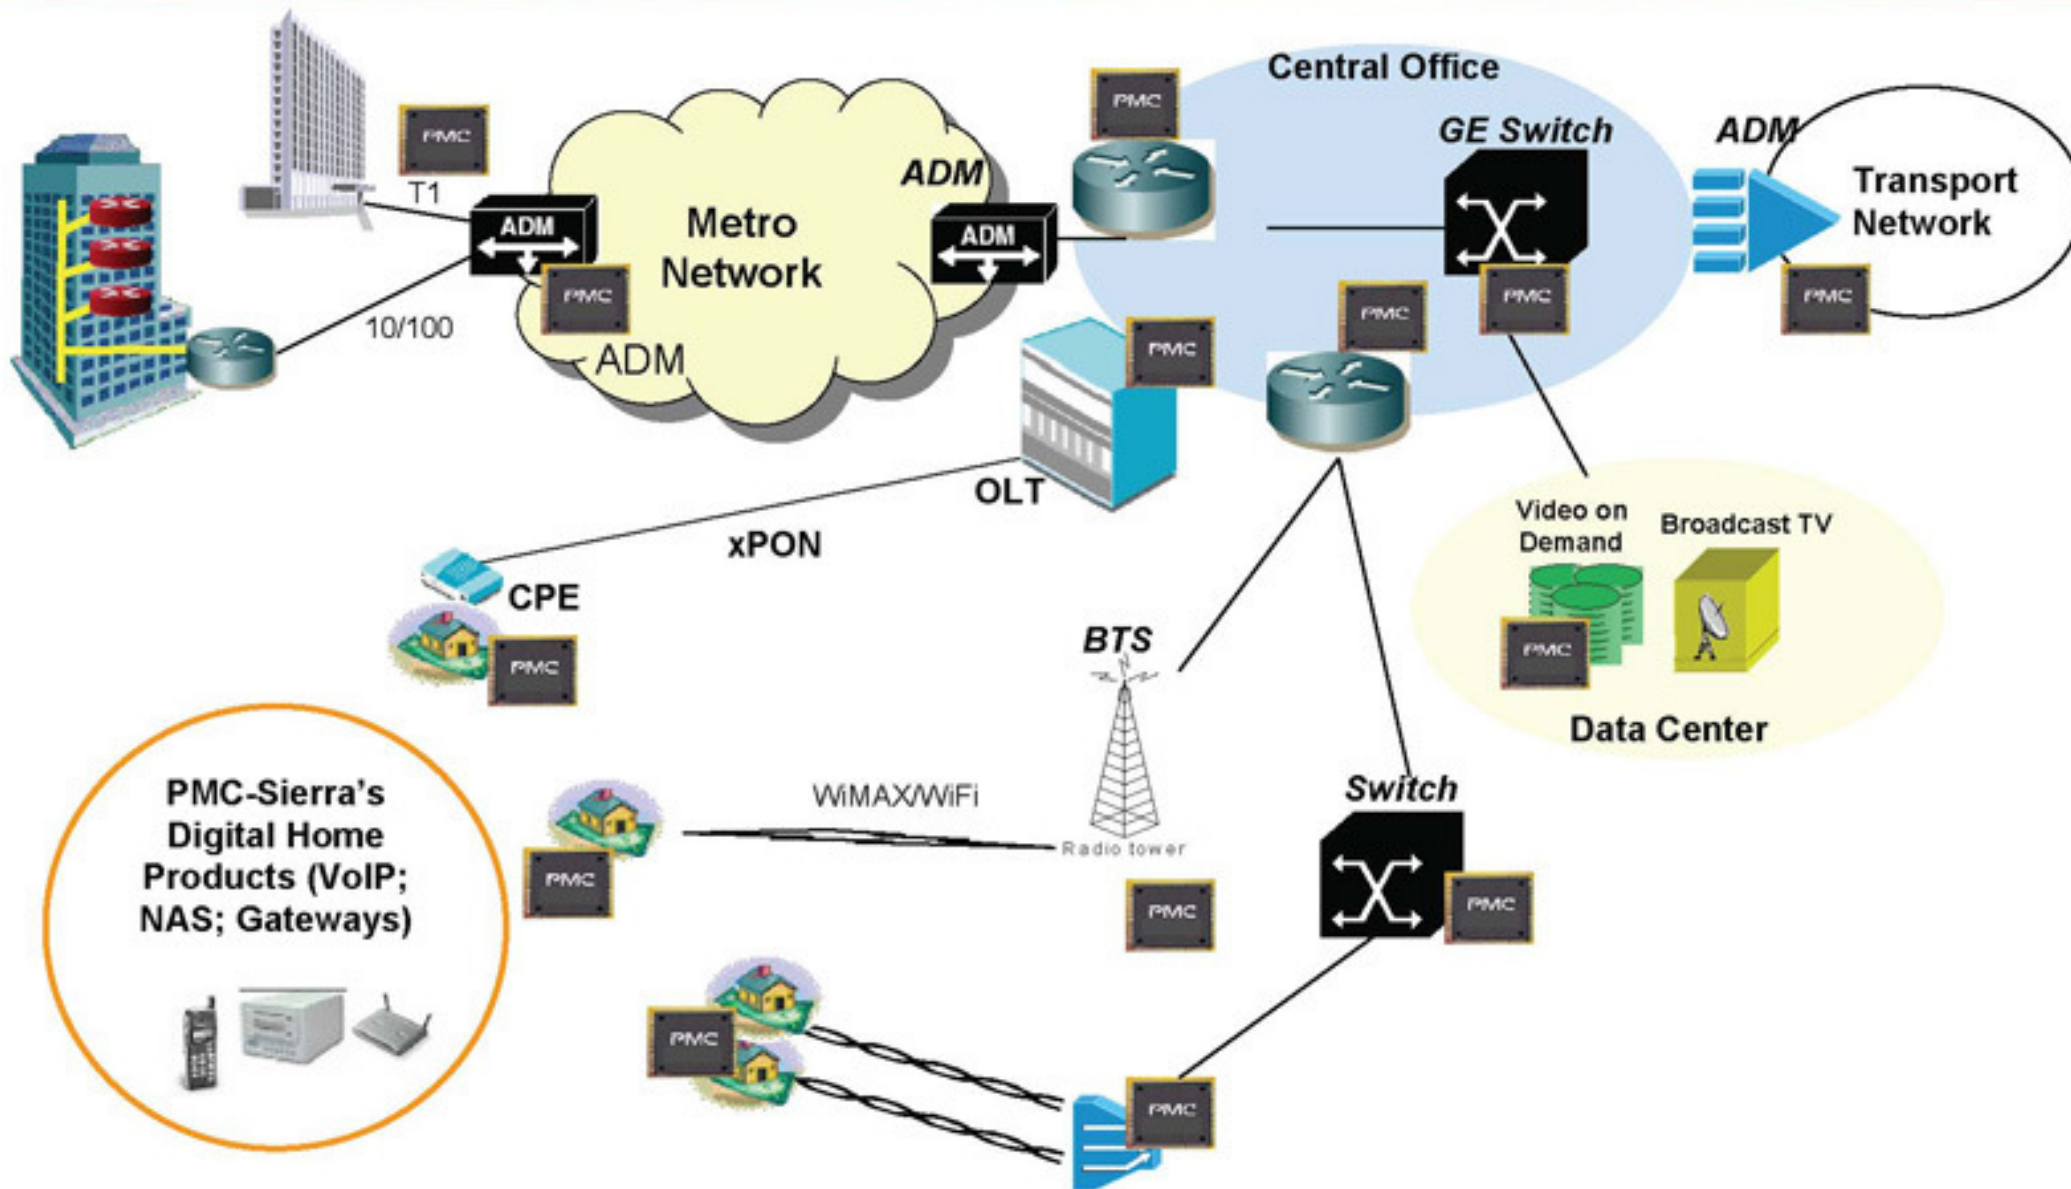 Central Office
PMC
PMC
T1
ADM
GE Switch
ADM
Transport
Network
ADM
Metro
Network
ADM
PMC
PMC
PMC
PMC
10/100
ADM
PMC
OLT
xPON
CPE
PMC
Video on
Demand
Broadcast TV
PMC
Data Center
BTS
Radio tower
WiMAX/WiFi
Switch
PMC
PMC
PMC
PMC-Sierra's
Digital Home
Products (VoIP;
NAS; Gateways)
PMC
PMC